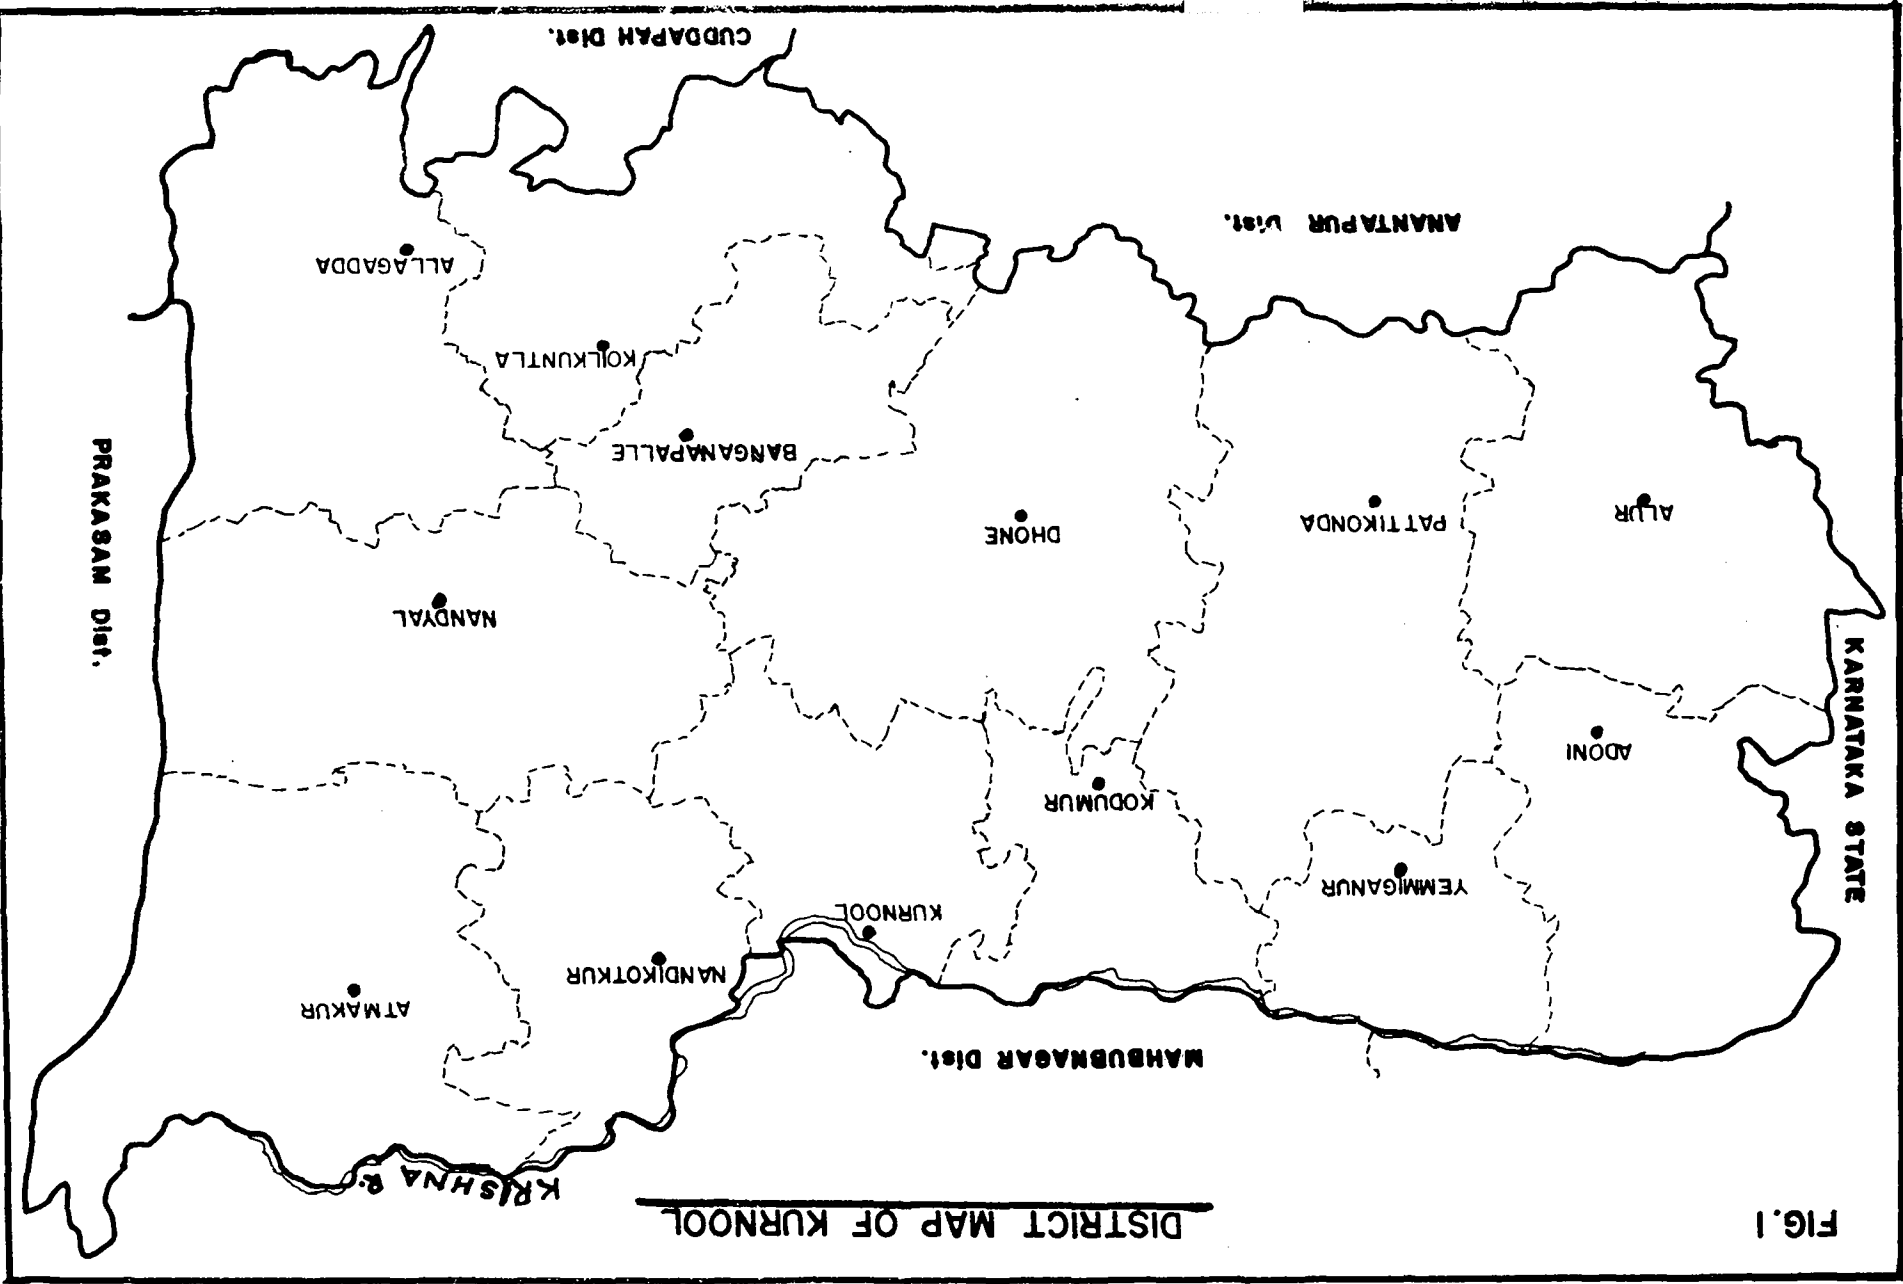 FIG. 1
DISTRICT MAP OF KURNOOL
KRISHNA R.
MAHBUBNAGAR Dist.
ATMAKUR
NANDIKOTKUR
KURNOOL
YEMMIGANUR
KODUMUR
ADONI
KARNATAKA STATE
NANDYAL
PRAKASAM Dist.
DHONE
PATTIKONDA
ALUR
BANGANAPALLE
KOILKUNTLA
ALLAGADDA
ANANTAPUR Dist.
CUDDAPAH Dist.